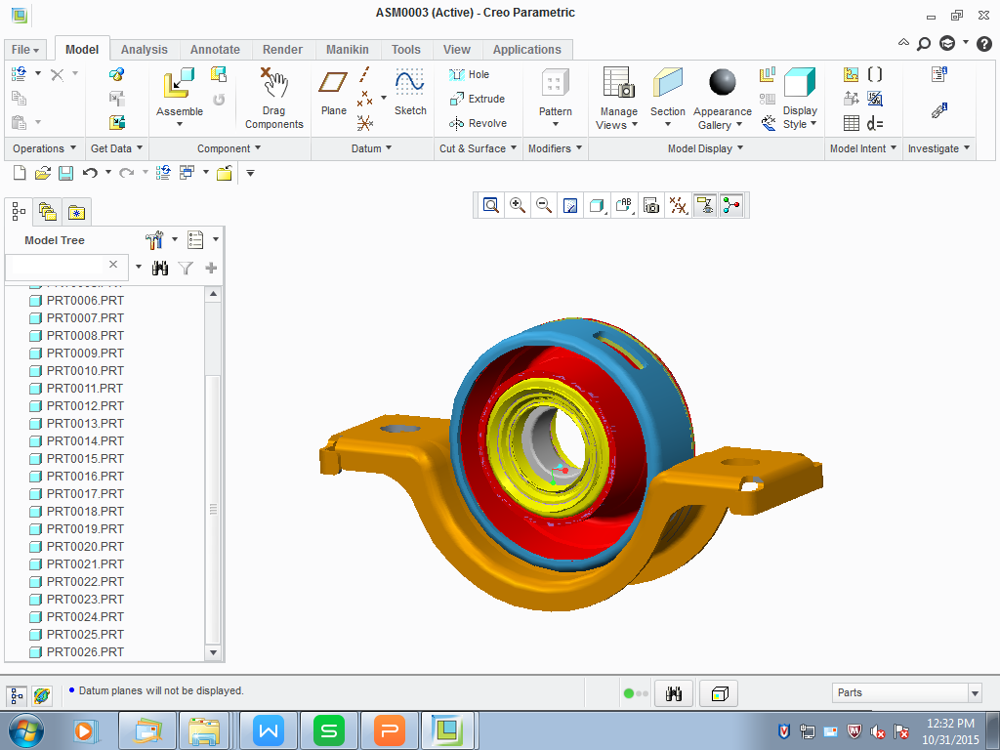 ASM0003 (Active) - Creo Parametric
File Model Analysis Annotate Render Manikin Tools View Applications
Hole
Extrude
Revolve
Assemble
Drag
Components
Plane
Sketch
Pattern
Manage
Views
Section
Appearance
Gallery
Display
Style
d=
Operations Get Data Component Datum Cut & Surface Modifiers Model Display Model Intent Investigate
AB
Model Tree
PRT0006.PRT
PRT0007.PRT
PRT0008.PRT
PRT0009.PRT
PRT0010.PRT
PRT0011.PRT
PRT0012.PRT
PRT0013.PRT
PRT0014.PRT
PRT0015.PRT
PRT0016.PRT
PRT0017.PRT
PRT0018.PRT
PRT0019.PRT
PRT0020.PRT
PRT0021.PRT
PRT0022.PRT
PRT0023.PRT
PRT0024.PRT
PRT0025.PRT
PRT0026.PRT
Datum planes will not be displayed.
Parts
W S P
12:32 PM
10/31/2015